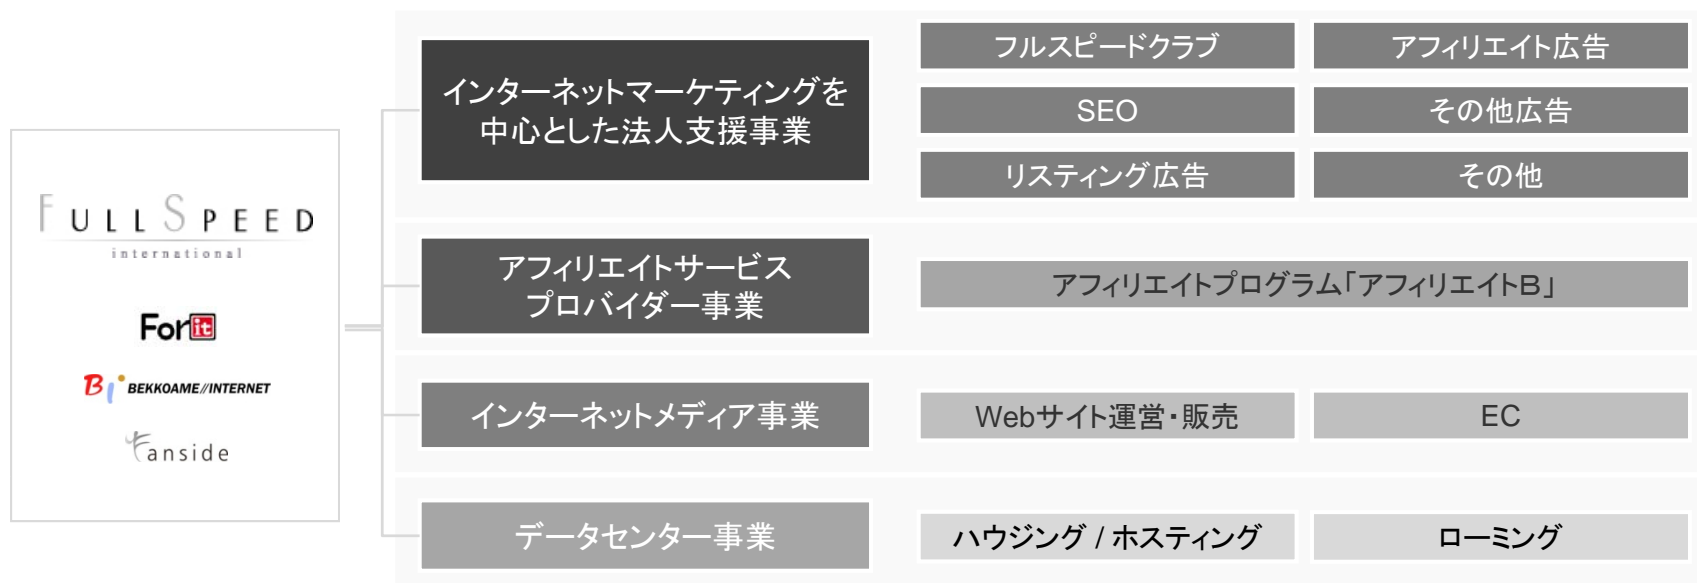 FULLSPEED
international
Forit
Bi BEKKOAME//INTERNET
Fanside
インターネットマーケティングを
中心とした法人支援事業
フルスピードクラブ
アフィリエイト広告
SEO
その他広告
リスティング広告
その他
アフィリエイトサービス
プロバイダー事業
アフィリエイトプログラム「アフィリエイトB」
インターネットメディア事業
Webサイト運営・販売
EC
データセンター事業
ハウジング / ホスティング
ローミング